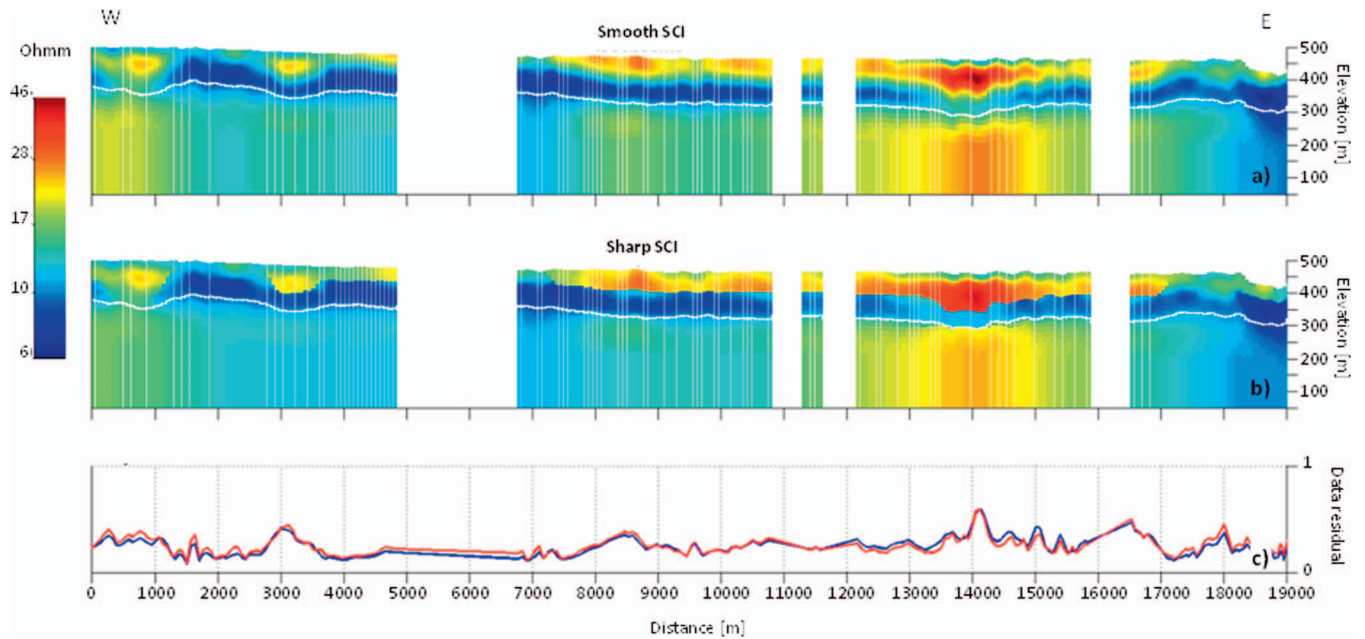 W
E
Ohmm
Smooth SCI
46
28
17
10
6
500
400
300
200
100
Elevation [m]
a)
Sharp SCI
500
400
300
200
100
Elevation [m]
b)
1
0
Data residual
c)
0 1000 2000 3000 4000 5000 6000 7000 8000 9000 10000 11000 12000 13000 14000 15000 16000 17000 18000 19000
Distance [m]